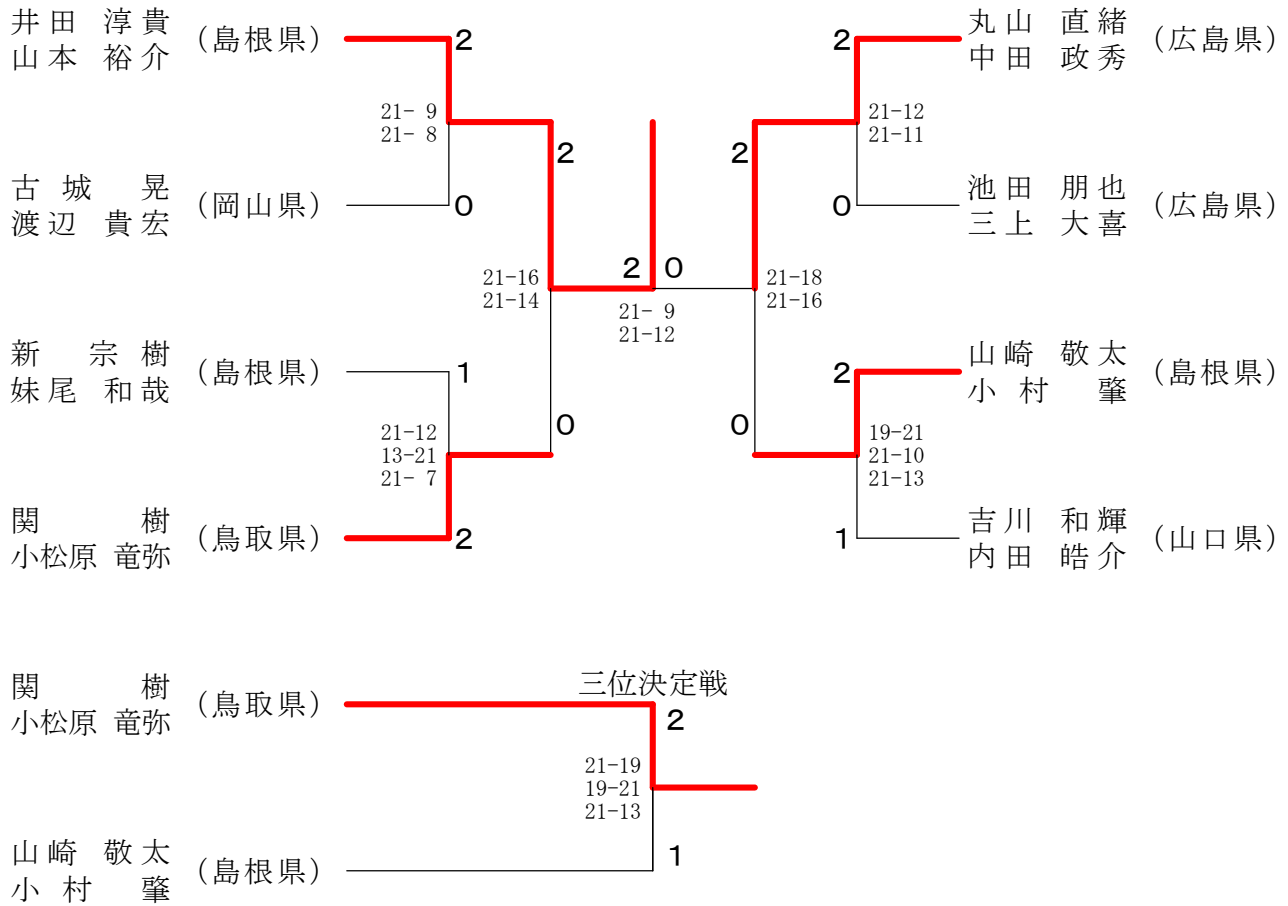 井田 淳貴
山本 裕介
(島根県)
2
21- 9
21- 8
古城 晃
渡辺 貴宏
(岡山県)
0
2
21-16
21-14
新 宗樹
妹尾 和哉
(島根県)
1
21-12
13-21
21- 7
0
関 樹
小松原 竜弥
(鳥取県)
2
2
0
21- 9
21-12
丸山 直緒
中田 政秀
(広島県)
2
21-12
21-11
池田 朋也
三上 大喜
(広島県)
0
2
21-18
21-16
山崎 敬太
小村 肇
(島根県)
2
19-21
21-10
21-13
0
吉川 和輝
内田 皓介
(山口県)
1
三位決定戦
関 樹
小松原 竜弥
(鳥取県)
2
21-19
19-21
21-13
山崎 敬太
小村 肇
(島根県)
1